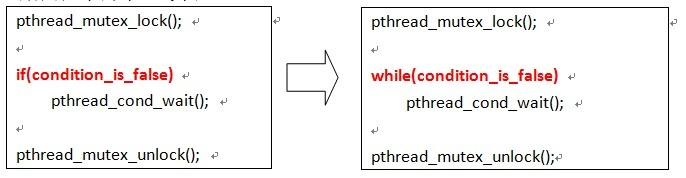 pthread_mutex_lock();
if(condition_is_false)
pthread_cond_wait();
pthread_mutex_unlock();
pthread_mutex_lock();
while(condition_is_false)
pthread_cond_wait();
pthread_mutex_unlock();